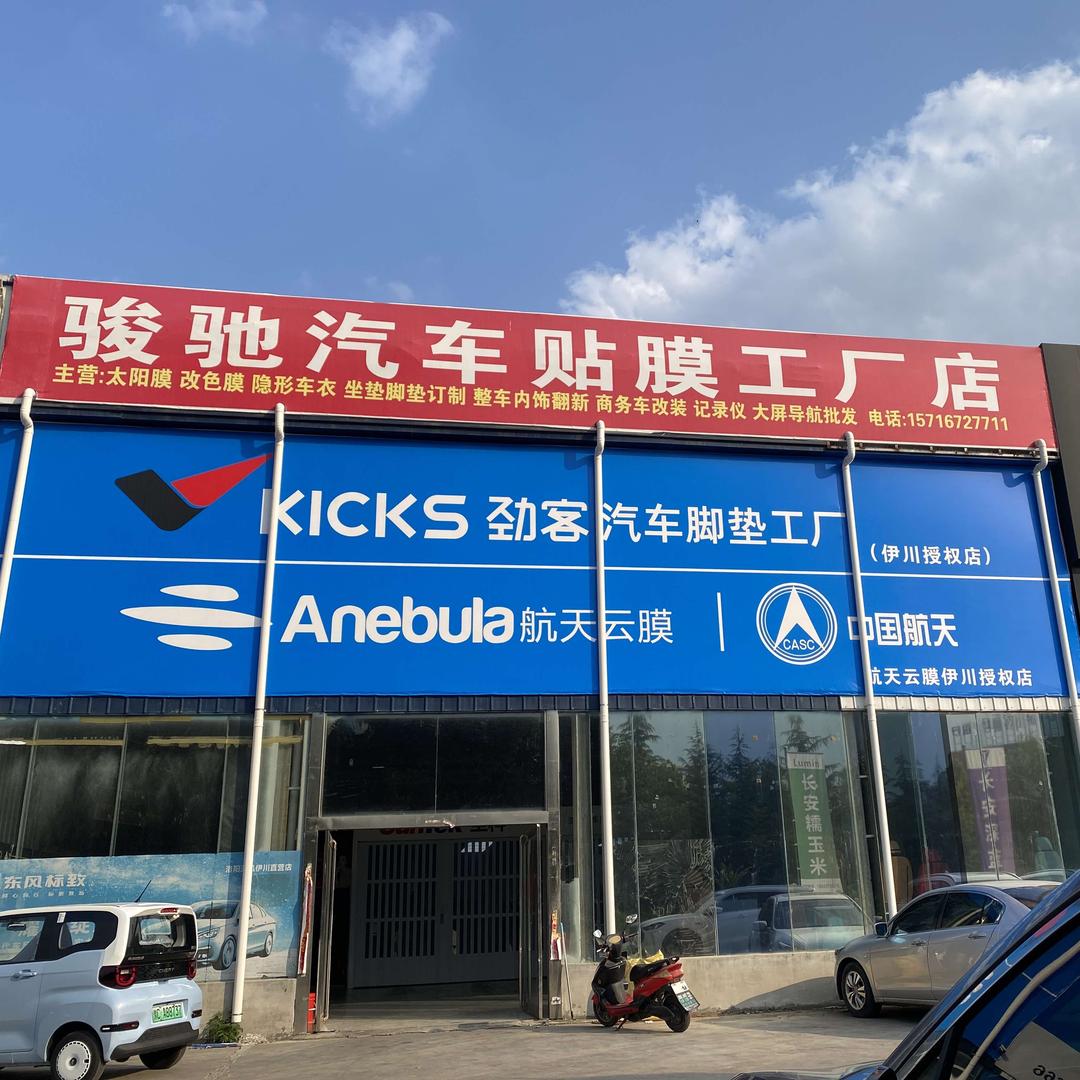 骏驰汽车贴膜工厂店
主营:太阳膜 改色膜 隐形车衣 坐垫脚垫订制 整车内饰翻新 商务车改装 记录仪 大屏导航批发 电话:15716727711
KICKS 劲客 汽车脚垫工厂 (伊川授权店)
Anebula 航天云膜 CASC 中国航天
航天云膜伊川授权店
Lumin
长安糯玉米
东风标致
CHERY